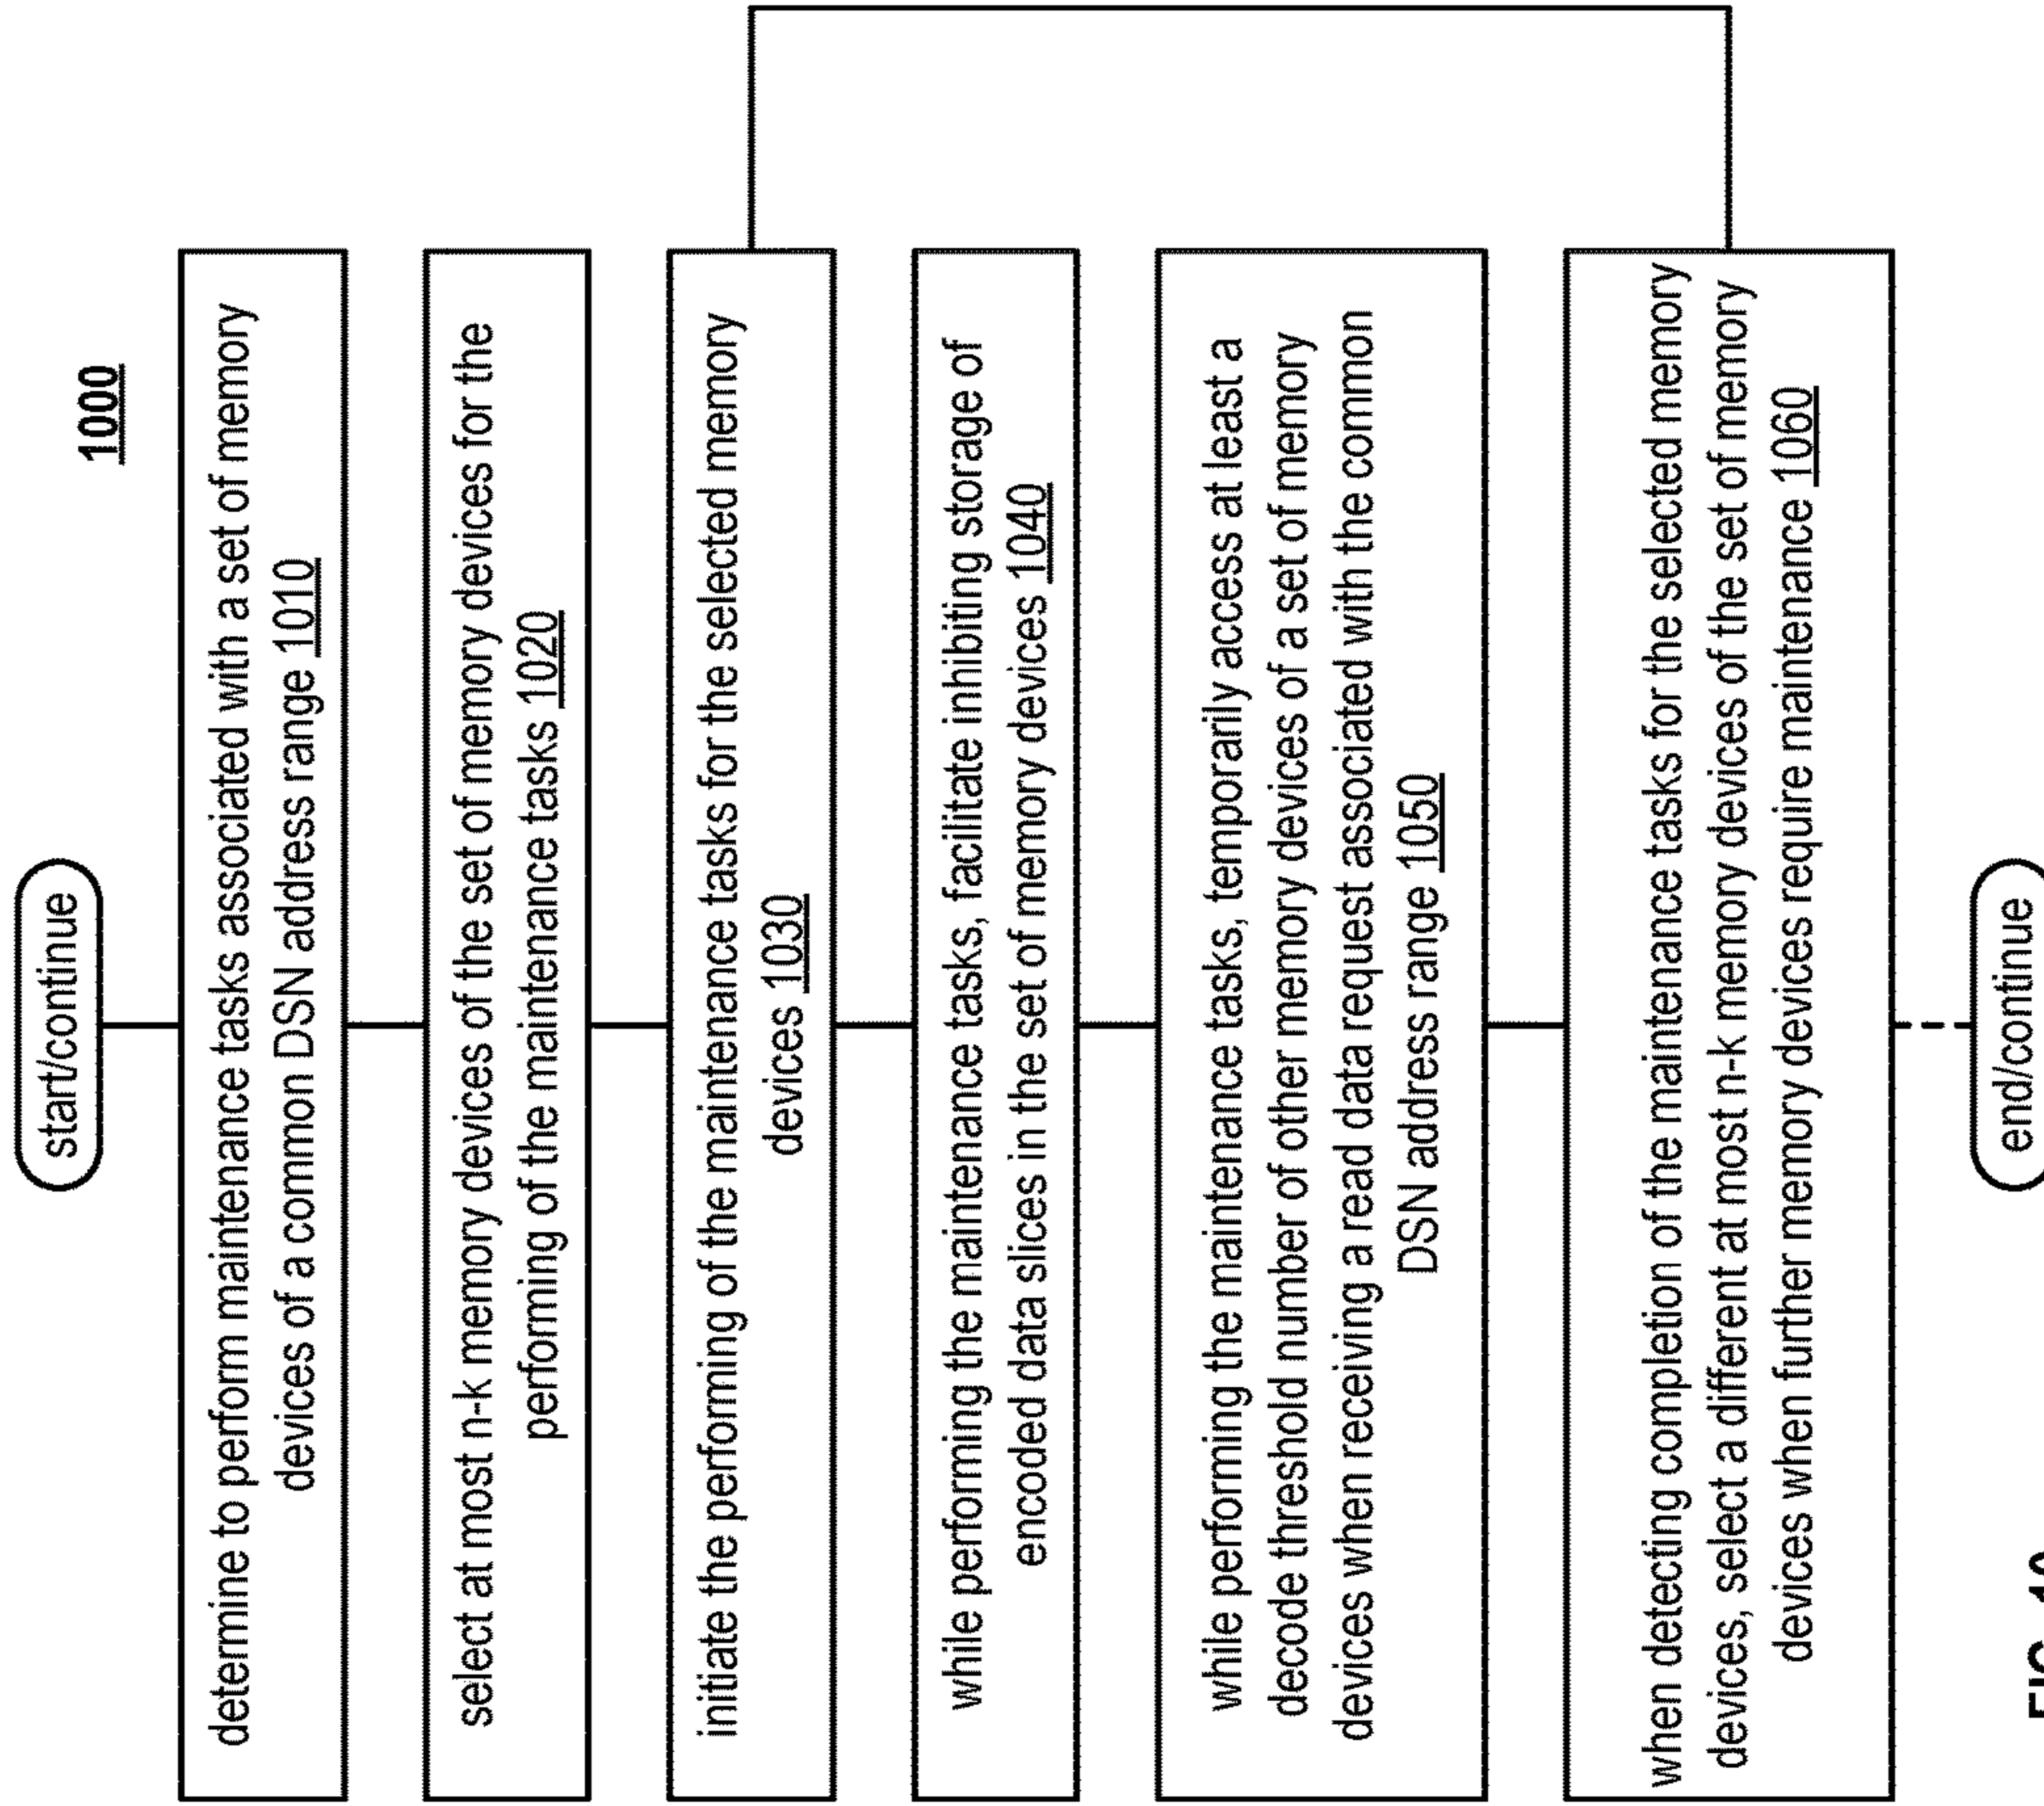 1000
start/continue
determine to perform maintenance tasks associated with a set of memory
devices of a common DSN address range 1010
select at most n-k memory devices of the set of memory devices for the
performing of the maintenance tasks 1020
initiate the performing of the maintenance tasks for the selected memory
devices 1030
while performing the maintenance tasks, facilitate inhibiting storage of
encoded data slices in the set of memory devices 1040
while performing the maintenance tasks, temporarily access at least a
decode threshold number of other memory devices of a set of memory
devices when receiving a read data request associated with the common
DSN address range 1050
when detecting completion of the maintenance tasks for the selected memory
devices, select a different at most n-k memory devices of the set of memory
devices when further memory devices require maintenance 1060
end/continue
FIG. 10